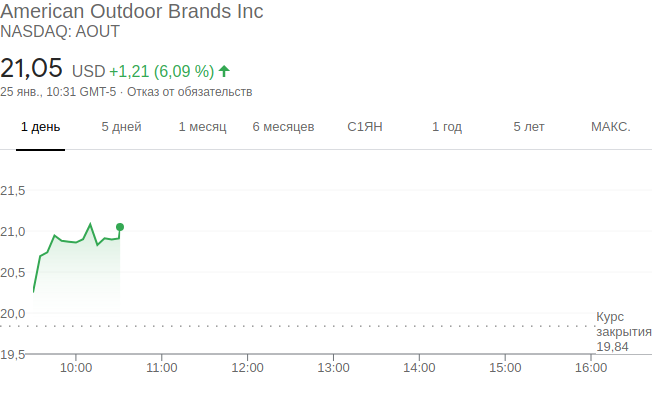 American Outdoor Brands Inc
NASDAQ: AOUT
21,05 USD +1,21 (6,09 %)
25 янв., 10:31 GMT-5 · Отказ от обязательств
1 день 5 дней 1 месяц 6 месяцев С1ЯН 1 год 5 лет МАКС.
21,5
21,0
20,5
20,0
Курс
закрытия
19,84
19,5
10:00 11:00 12:00 13:00 14:00 15:00 16:00